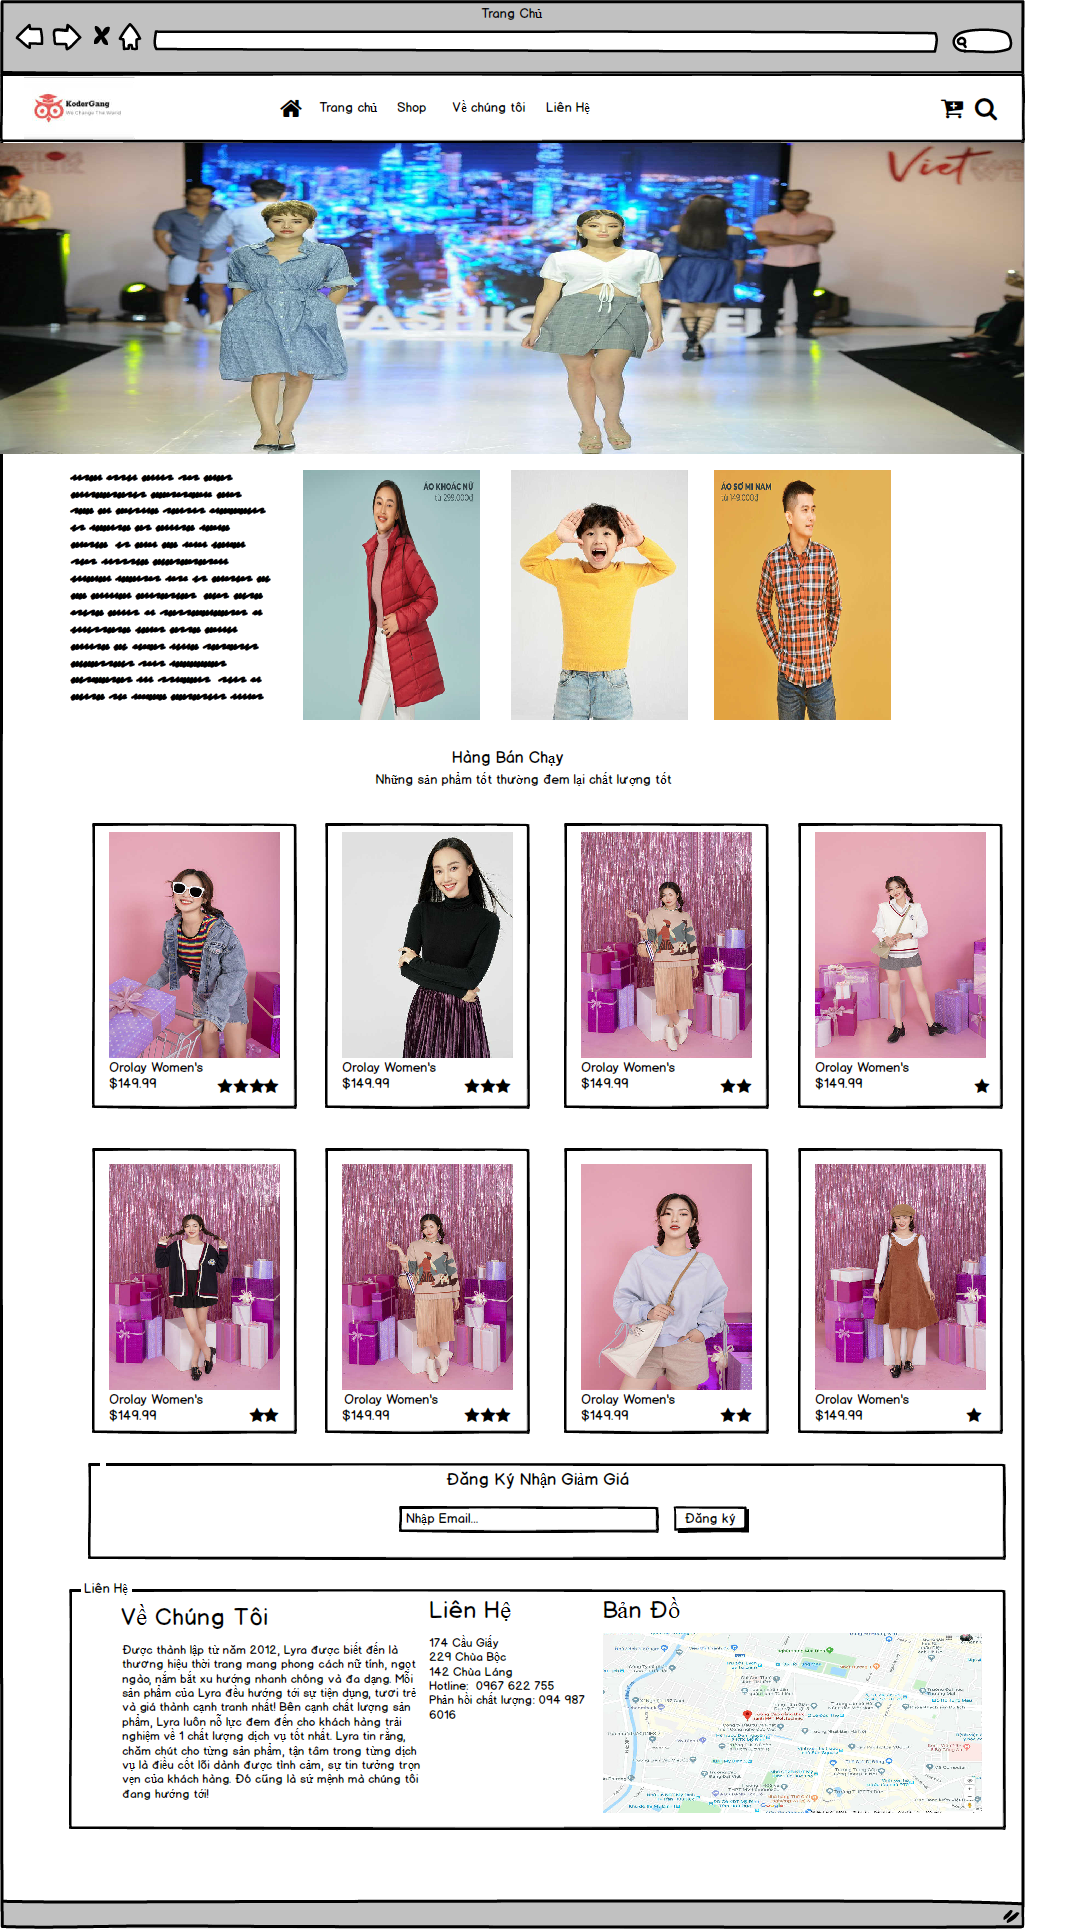 Trang Chủ
KoderGang
We Change The World
Trang chủ
Shop
Về chúng tôi
Liên Hệ
Viet
FASHION WEEK
ÁO KHOÁC NỮ
từ 299.000đ
ÁO SƠ MI NAM
từ 149.000đ
Hàng Bán Chạy
Những sản phẩm tốt thường đem lại chất lượng tốt
Orolay Women's
$149.99
Orolay Women's
$149.99
Orolay Women's
$149.99
Orolay Women's
$149.99
Orolay Women's
$149.99
Orolay Women's
$149.99
Orolay Women's
$149.99
Orolay Women's
$149.99
Đăng Ký Nhận Giảm Giá
Nhập Email...
Đăng ký
Liên Hệ
Về Chúng Tôi
Được thành lập từ năm 2012, Lyra được biết đến là
thương hiệu thời trang mang phong cách nữ tính, ngọt
ngào, nắm bắt xu hướng nhanh chóng và đa dạng. Mỗi
sản phẩm của Lyra đều hướng tới sự tiện dụng, tươi trẻ
và giá thành cạnh tranh nhất! Bên cạnh chất lượng sản
phẩm, Lyra luôn nỗ lực đem đến cho khách hàng trải
nghiệm về 1 chất lượng dịch vụ tốt nhất. Lyra tin rằng,
chăm chút cho từng sản phẩm, tận tâm trong từng dịch
vụ là điều cốt lõi dành được tình cảm, sự tin tưởng trọn
vẹn của khách hàng. Đó cũng là sứ mệnh mà chúng tôi
đang hướng tới!
Liên Hệ
174 Cầu Giấy
229 Chùa Bộc
142 Chùa Láng
Hotline: 0967 622 755
Phản hồi chất lượng: 094 987
6016
Bản Đồ